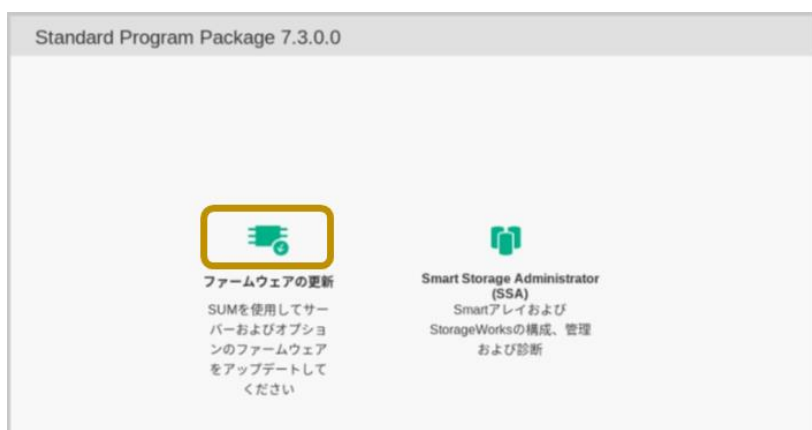 Standard Program Package 7.3.0.0
ファームウェアの更新
SUMを使用してサー
バーおよびオプショ
ンのファームウェア
をアップデートして
ください
Smart Storage Administrator
(SSA)
Smartアレイおよび
StorageWorksの構成、管理
および診断